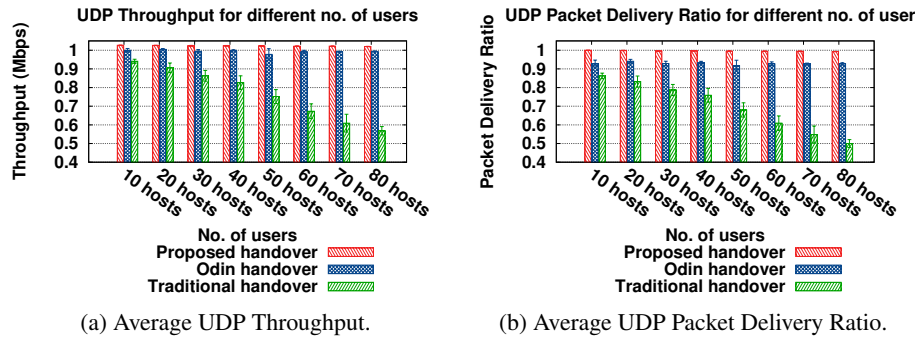 UDP Throughput for different no. of users
Throughput (Mbps)
1
0.9
0.8
0.7
0.6
0.5
0.4
10 hosts
20 hosts
30 hosts
40 hosts
50 hosts
60 hosts
70 hosts
80 hosts
No. of users
Proposed handover
Odin handover
Traditional handover
(a) Average UDP Throughput.
UDP Packet Delivery Ratio for different no. of user
Packet Delivery Ratio
1
0.9
0.8
0.7
0.6
0.5
0.4
10 hosts
20 hosts
30 hosts
40 hosts
50 hosts
60 hosts
70 hosts
80 hosts
No. of users
Proposed handover
Odin handover
Traditional handover
(b) Average UDP Packet Delivery Ratio.